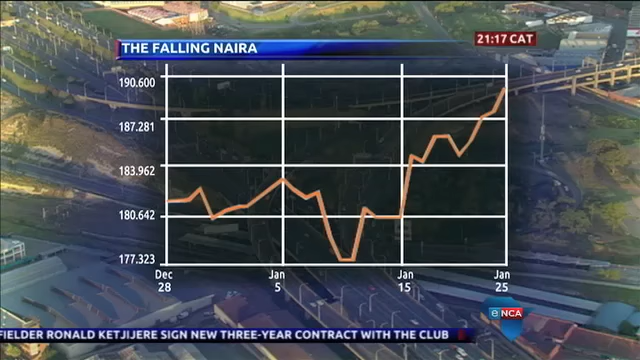 THE FALLING NAIRA
21:17 CAT
190.600
187.281
183.962
180.642
177.323
Dec 28
Jan 5
Jan 15
Jan 25
eNCA
FIELDER RONALD KETJIJERE SIGN NEW THREE-YEAR CONTRACT WITH THE CLUB